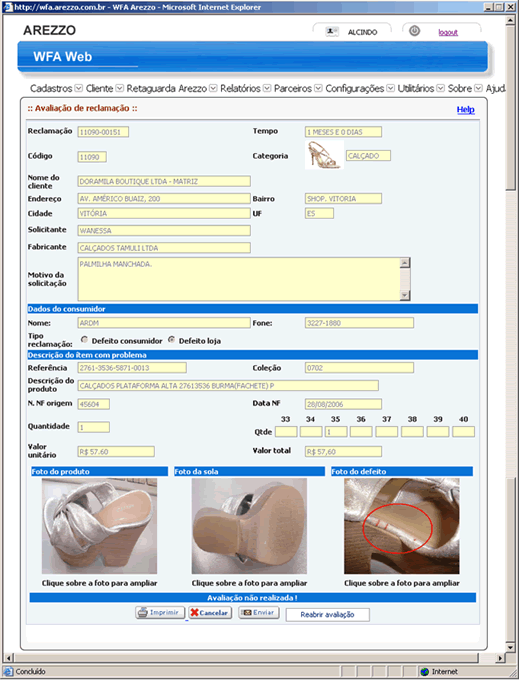 http://wfa.arezzo.com.br - WFA Arezzo - Microsoft Internet Explorer
AREZZO
ALCINDO
logout
WFA Web
Cadastros Cliente Retaguarda Arezzo Relatórios Parceiros Configurações Utilitários Sobre Ajud
:: Avaliação de reclamação ::
Help
Reclamação 11090-00151 Tempo 1 MESES E 0 DIAS
Código 11090 Categoria CALÇADO
Nome do cliente DORAMILA BOUTIQUE LTDA - MATRIZ
Endereço AV. AMÉRICO BUAIZ, 200 Bairro SHOP. VITORIA
Cidade VITÓRIA UF ES
Solicitante WANESSA
Fabricante CALÇADOS TAMULI LTDA
Motivo da solicitação PALMILHA MANCHADA.
Dados do consumidor
Nome: ARDM Fone: 3227-1880
Tipo reclamação: Defeito consumidor Defeito loja
Descrição do ítem com problema
Referência 2761-3536-5871-0013 Coleção 0702
Descrição do produto CALÇADOS PLATAFORMA ALTA 27613536 BURMA(FACHETE) P
N. NF origem 45604 Data NF 28/08/2006
33 34 35 36 37 38 39 40
Quantidade 1 Qtde 1
Valor unitário R$ 57.60 Valor total R$ 57,60
Foto do produto Foto da sola Foto do defeito
Clique sobre a foto para ampliar Clique sobre a foto para ampliar Clique sobre a foto para ampliar
Avaliação não realizada !
Imprimir Cancelar Enviar Reabrir avaliação
Concluído Internet